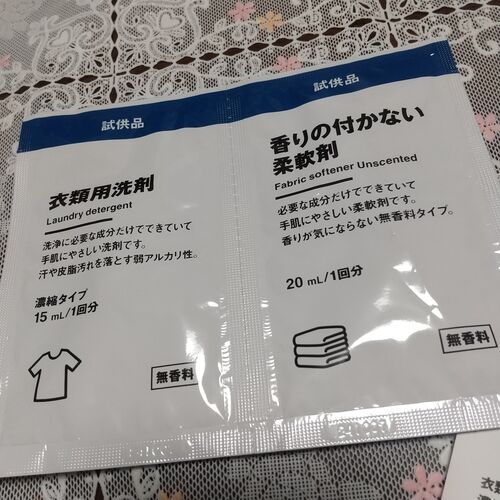 試供品
衣類用洗剤
Laundry detergent
洗浄に必要な成分だけでできていて
手肌にやさしい洗剤です。
汗や皮脂汚れを落とす弱アルカリ性。
濃縮タイプ
15 mL/1回分
無香料
試供品
香りの付かない
柔軟剤
Fabric softener Unscented
必要な成分だけでできていて
手肌にやさしい柔軟剤です。
香りが気にならない無香料タイプ。
20 mL/1回分
無香料